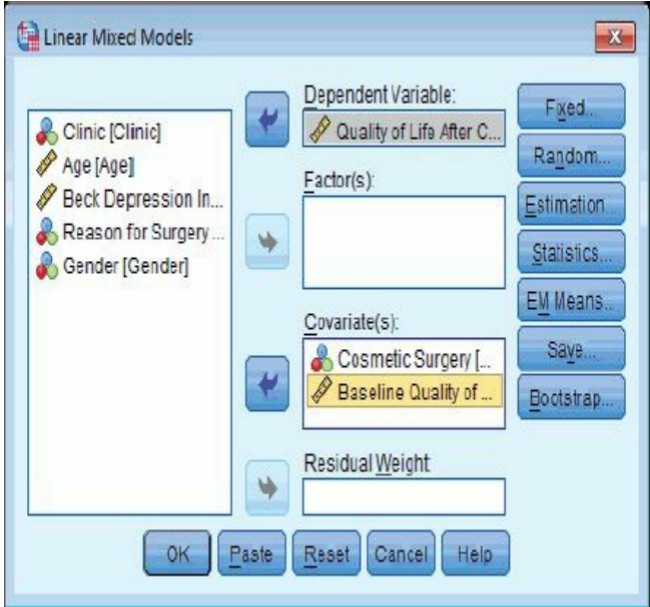 Linear Mixed Models
Clinic [Clinic]
Age [Age]
Beck Depression In...
Reason for Surgery ...
Gender [Gender]
Dependent Variable:
Quality of Life After C...
Factor(s):
Covariate(s):
Cosmetic Surgery [...
Baseline Quality of ...
Residual Weight
Fixed...
Random...
Estimation
Statistics...
EM Means...
Save...
Bootstrap...
OK
Paste
Reset
Cancel
Help